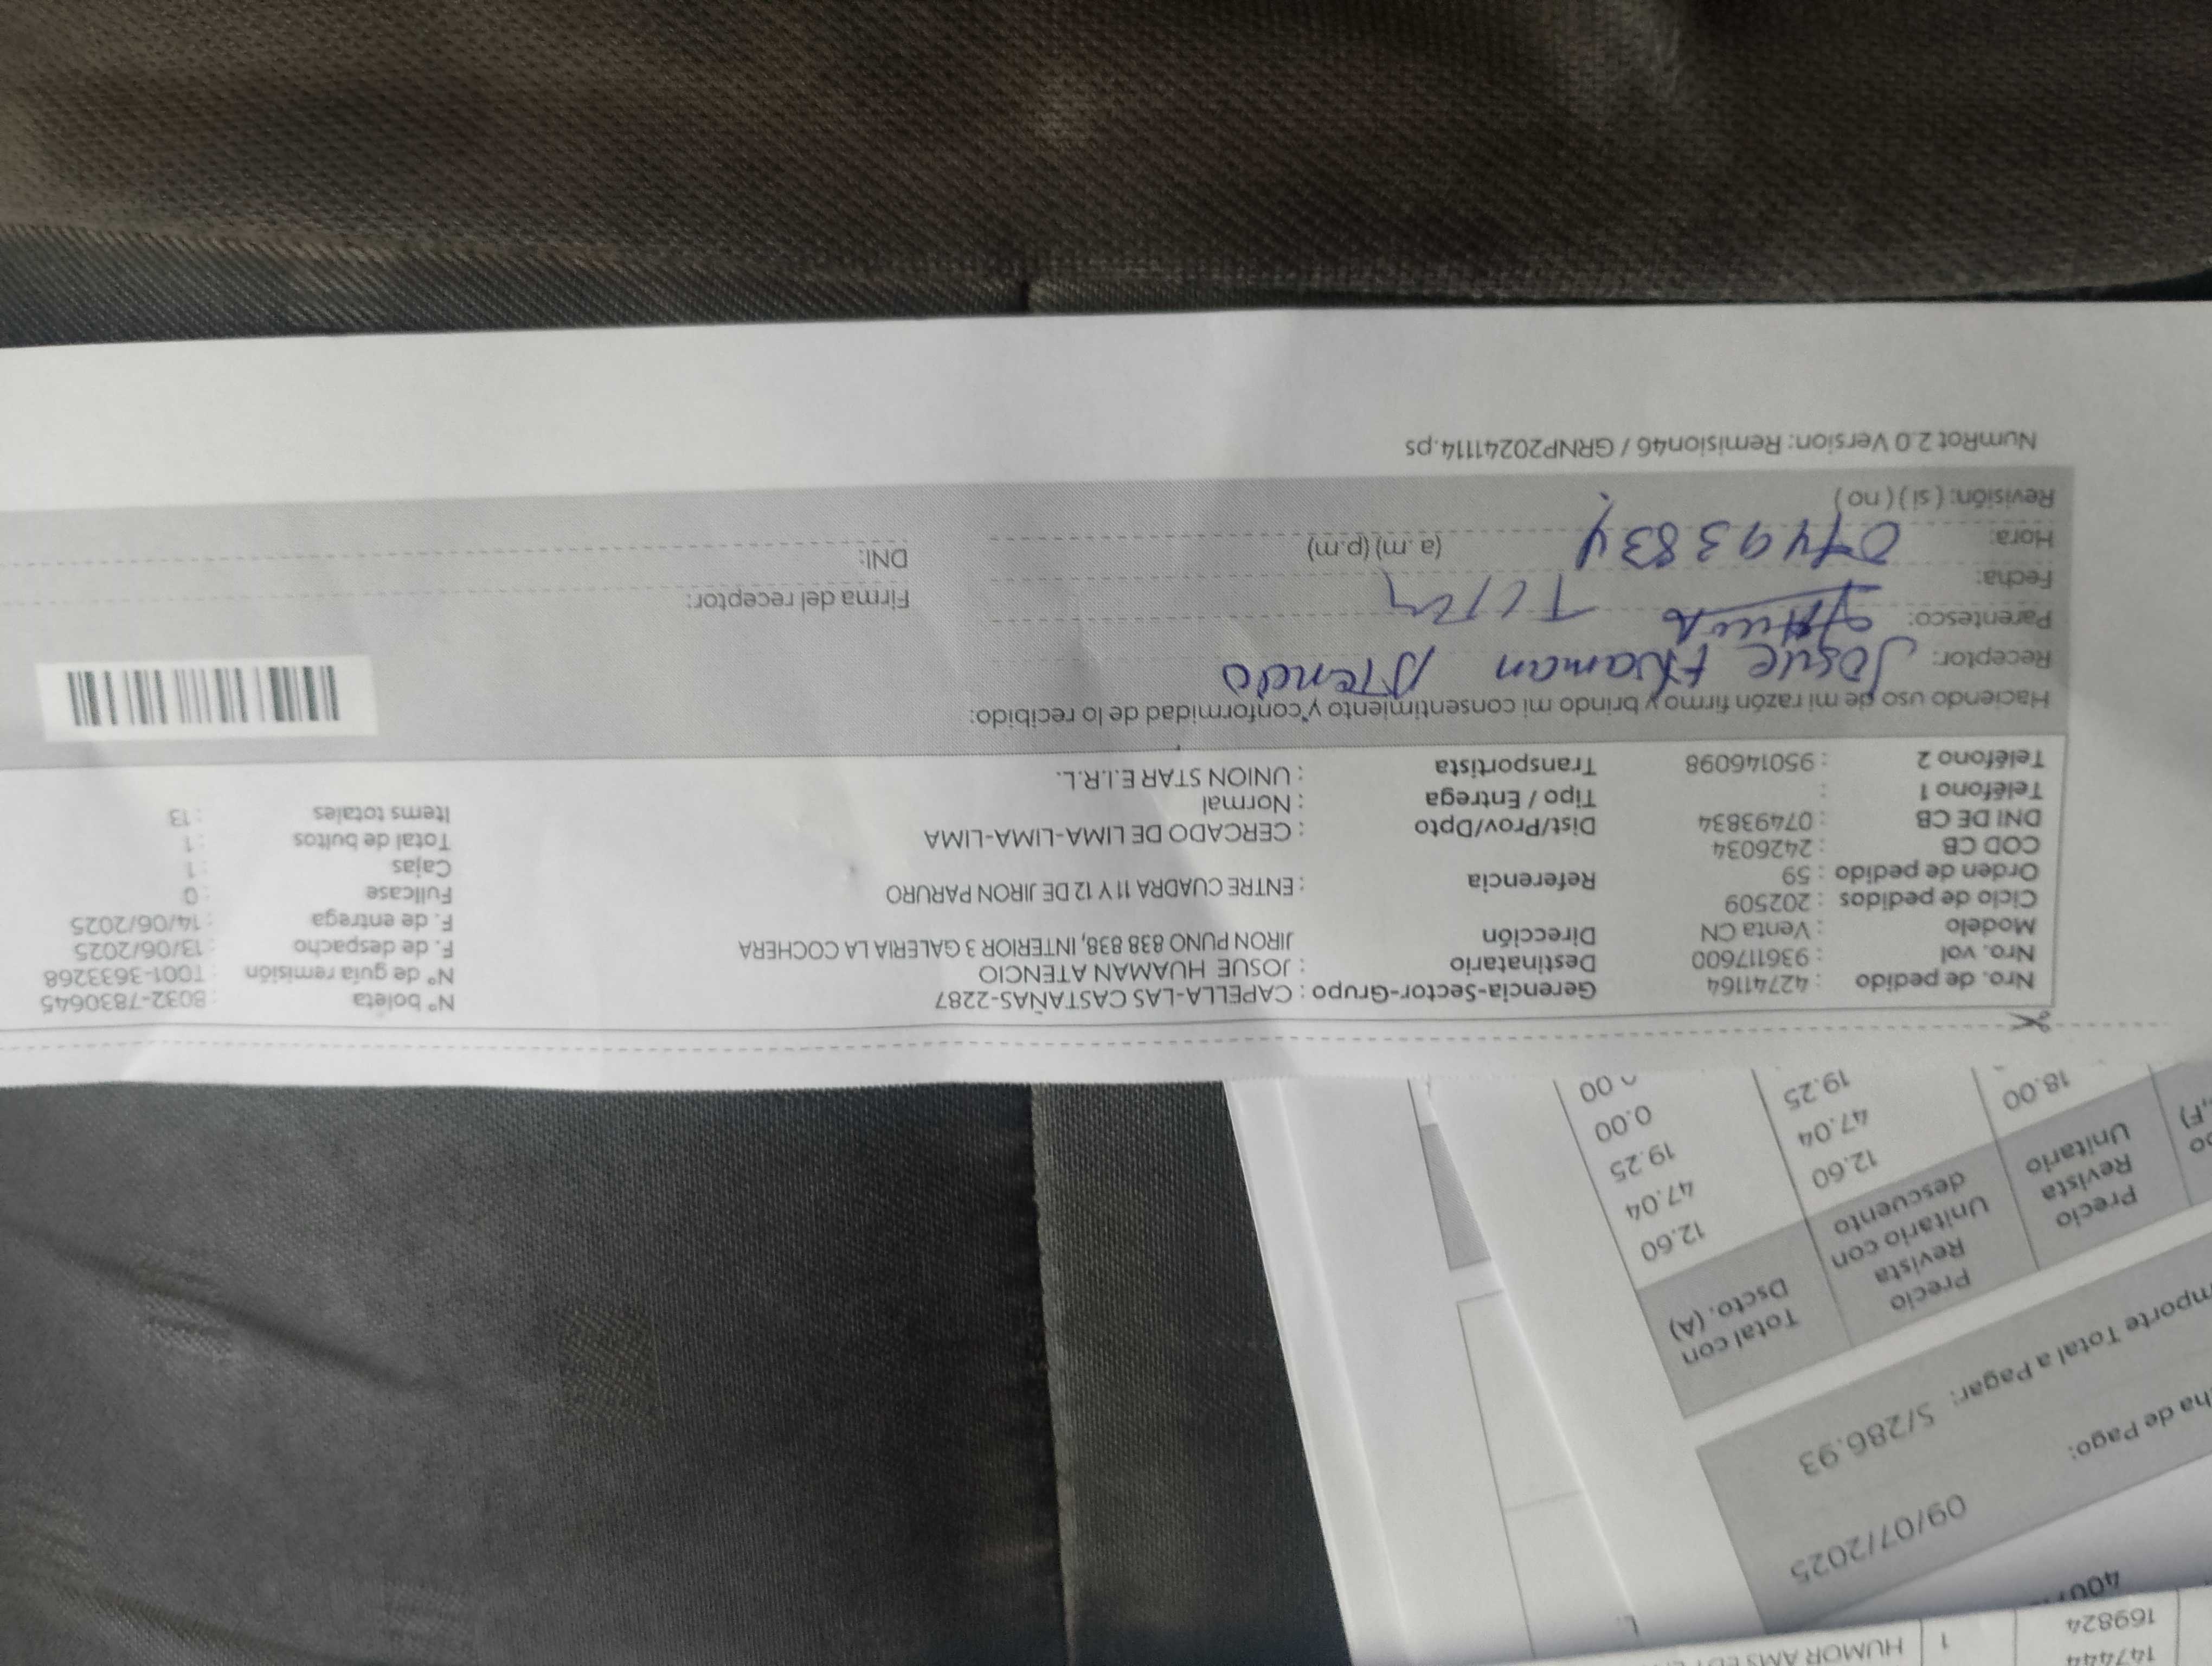 Nro. de pedido : 42741164 Gerencia-Sector-Grupo : CAPELLA-LAS CASTAÑAS-2287 N° boleta : B032-7830645
Nro. vol : 936117600 Destinatario : JOSUE HUAMAN ATENCIO N° de guía remisión : T001-3633268
Modelo : Venta CN Dirección JIRON PUNO 838 838, INTERIOR 3 GALERIA LA COCHERA F. de despacho : 13/06/2025
Ciclo de pedidos : 202509 F. de entrega : 14/06/2025
Orden de pedido : 59 Referencia : ENTRE CUADRA 11 Y 12 DE JIRON PARURO Fullcase : 0
COD CB : 2426034 Cajas : 1
DNI DE CB : 07493834 Dist/Prov/Dpto : CERCADO DE LIMA-LIMA-LIMA Total de bultos : 1
Teléfono 1 : Tipo / Entrega : Normal Items totales : 13
Teléfono 2 : 950146098 Transportista : UNION STAR E.I.R.L.
Haciendo uso de mi razón firmo y brindo mi consentimiento y conformidad de lo recibido:
Receptor: Josue Huaman Atencio
Parentesco: Titular
Fecha: Firma del receptor:
Hora: 07493834 (a.m) (p.m) DNI:
Revisión: ( si ) ( no )
NumRot 2.0 Version: Remision46 / GRNP20241114.ps
147444 1 HUMOR AMS
169824
4007
09/07/2025
ha de Pago:
mporte Total a Pagar: S/286.93
Precio Revista Unitario
Precio Revista Unitario con descuento
Total con Dscto. (A)
12.60 12.60
47.04 47.04
18.00 19.25 19.25
0.00